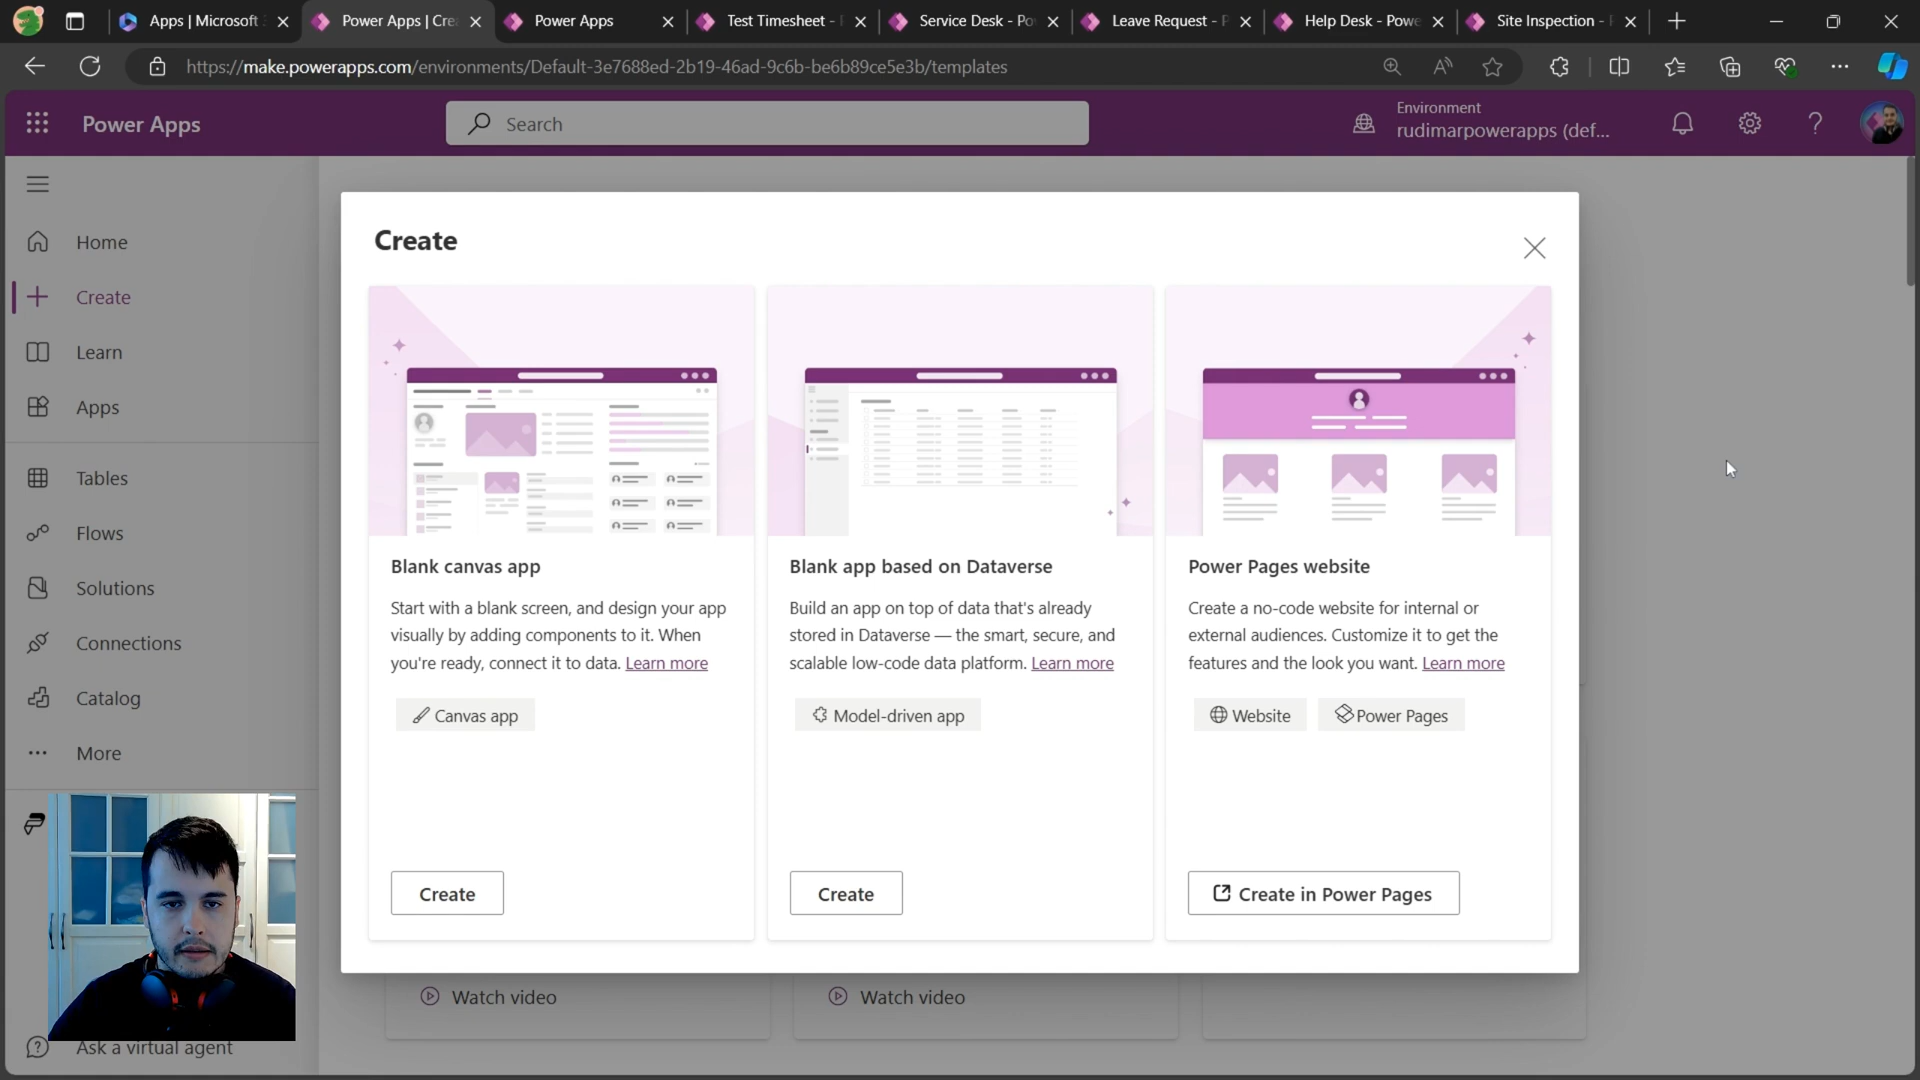 Apps | Microsoft
Power Apps | Cre
Power Apps
Test Timesheet -
Service Desk - Po
Leave Request -
Help Desk - Powe
Site Inspection -
https://make.powerapps.com/environments/Default-3e7688ed-2b19-46ad-9c6b-be6b89ce5e3b/templates
Power Apps
Search
Environment
rudimarpowerapps (def...
Home
Create
Learn
Apps
Tables
Flows
Solutions
Connections
Catalog
More
Ask a virtual agent
Create
Blank canvas app
Start with a blank screen, and design your app
visually by adding components to it. When
you're ready, connect it to data. Learn more
Canvas app
Create
Blank app based on Dataverse
Build an app on top of data that's already
stored in Dataverse — the smart, secure, and
scalable low-code data platform. Learn more
Model-driven app
Create
Power Pages website
Create a no-code website for internal or
external audiences. Customize it to get the
features and the look you want. Learn more
Website
Power Pages
Create in Power Pages
Watch video
Watch video